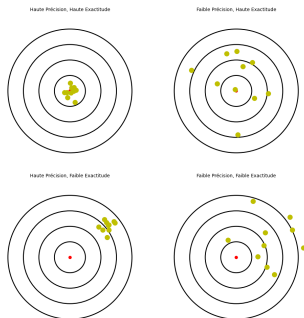 Haute Précision, Haute Exactitude
Faible Précision, Haute Exactitude
Haute Précision, Faible Exactitude
Faible Précision, Faible Exactitude